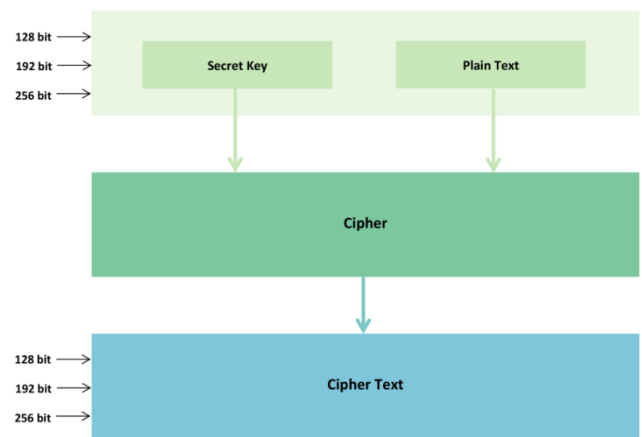 128 bit
192 bit
256 bit
Secret Key
Plain Text
Cipher
128 bit
192 bit
256 bit
Cipher Text